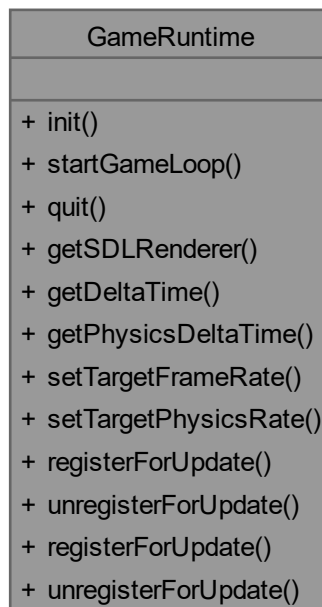 GameRuntime
+ init()
+ startGameLoop()
+ quit()
+ getSDLRenderer()
+ getDeltaTime()
+ getPhysicsDeltaTime()
+ setTargetFrameRate()
+ setTargetPhysicsRate()
+ registerForUpdate()
+ unregisterForUpdate()
+ registerForUpdate()
+ unregisterForUpdate()